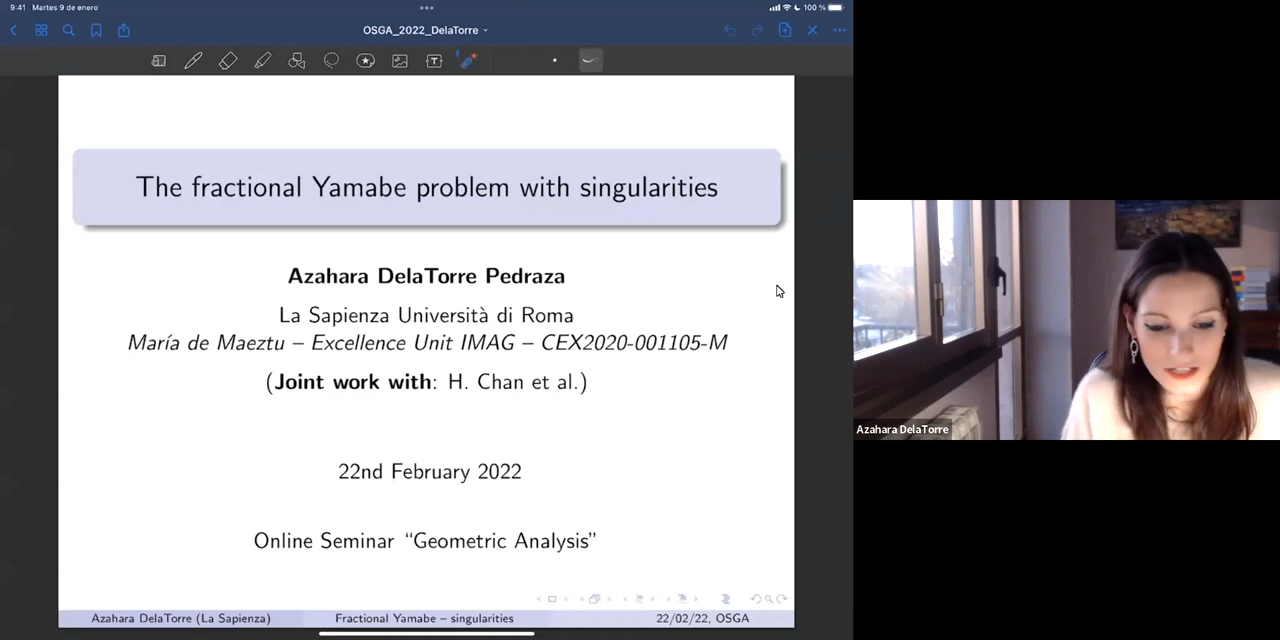 9:41 Martes 9 de enero
100 %
OSGA_2022_DelaTorre
T
The fractional Yamabe problem with singularities
Azahara DelaTorre Pedraza
La Sapienza Università di Roma
María de Maeztu – Excellence Unit IMAG – CEX2020-001105-M
(Joint work with: H. Chan et al.)
22nd February 2022
Online Seminar “Geometric Analysis”
Azahara DelaTorre (La Sapienza)
Fractional Yamabe – singularities
22/02/22, OSGA
Azahara DelaTorre